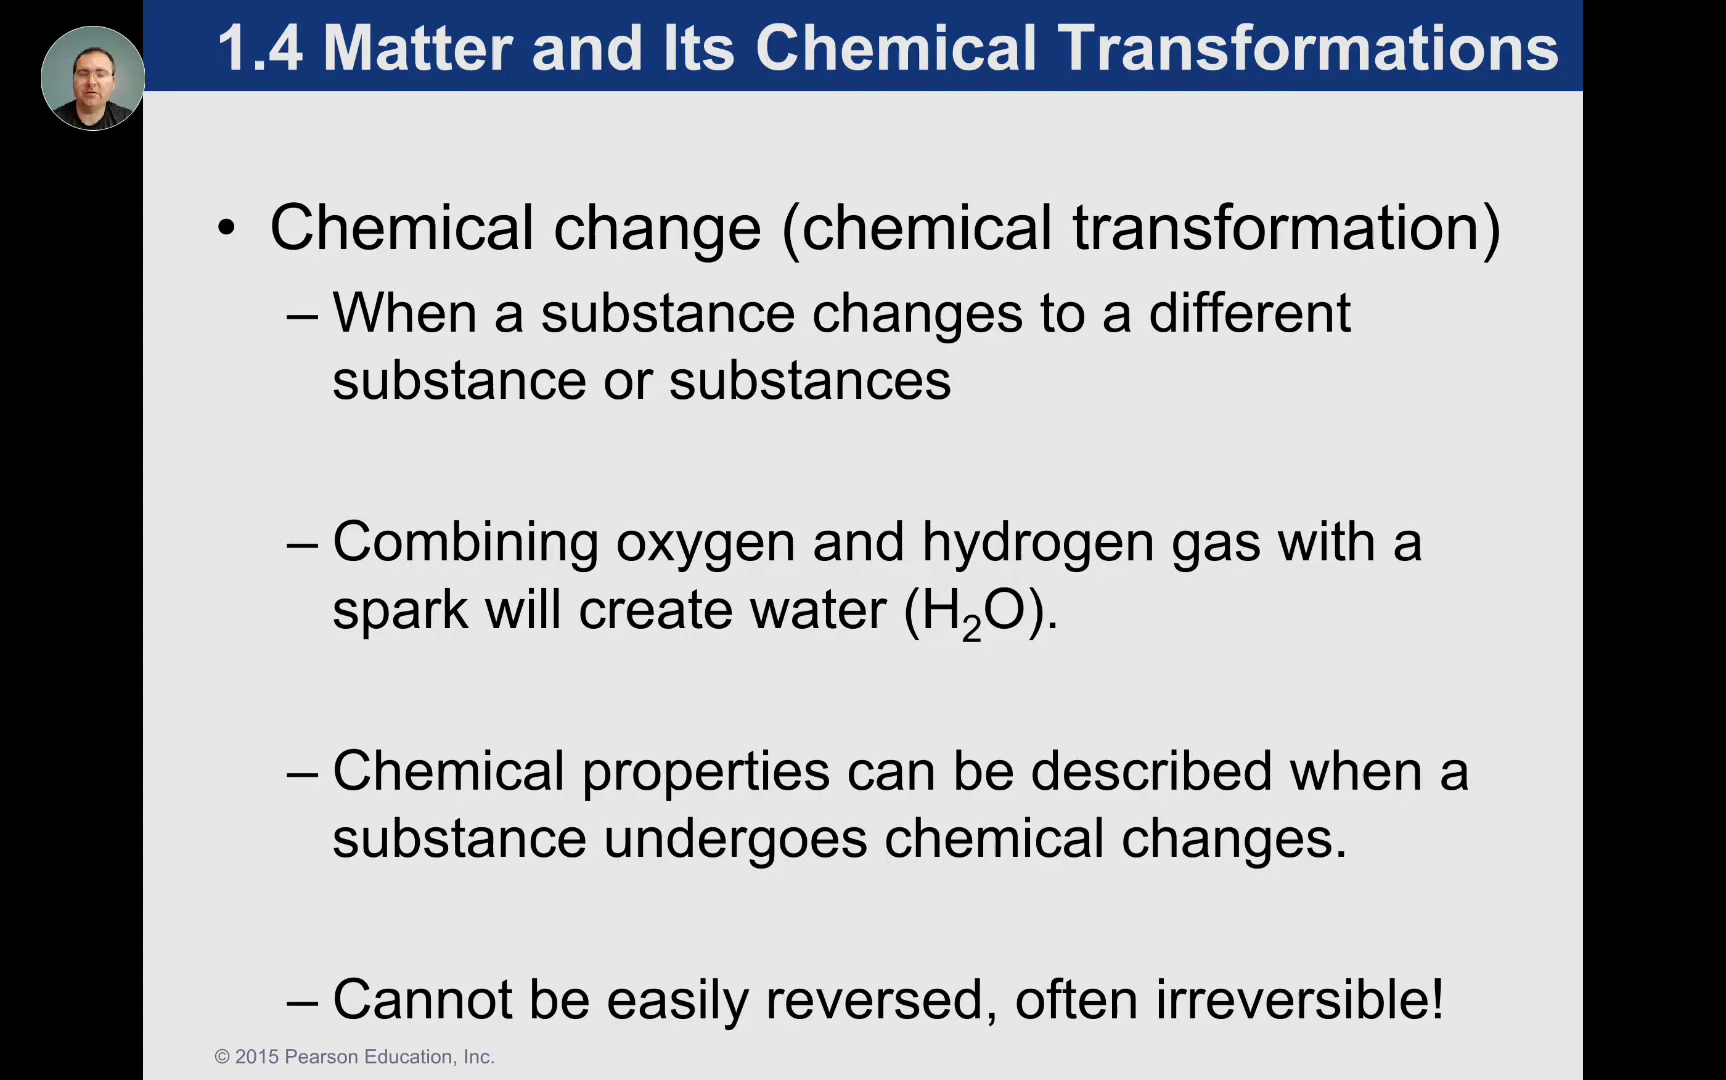 1.4 Matter and Its Chemical Transformations
• Chemical change (chemical transformation)
– When a substance changes to a different
substance or substances
– Combining oxygen and hydrogen gas with a
spark will create water (H₂O).
– Chemical properties can be described when a
substance undergoes chemical changes.
– Cannot be easily reversed, often irreversible!
© 2015 Pearson Education, Inc.